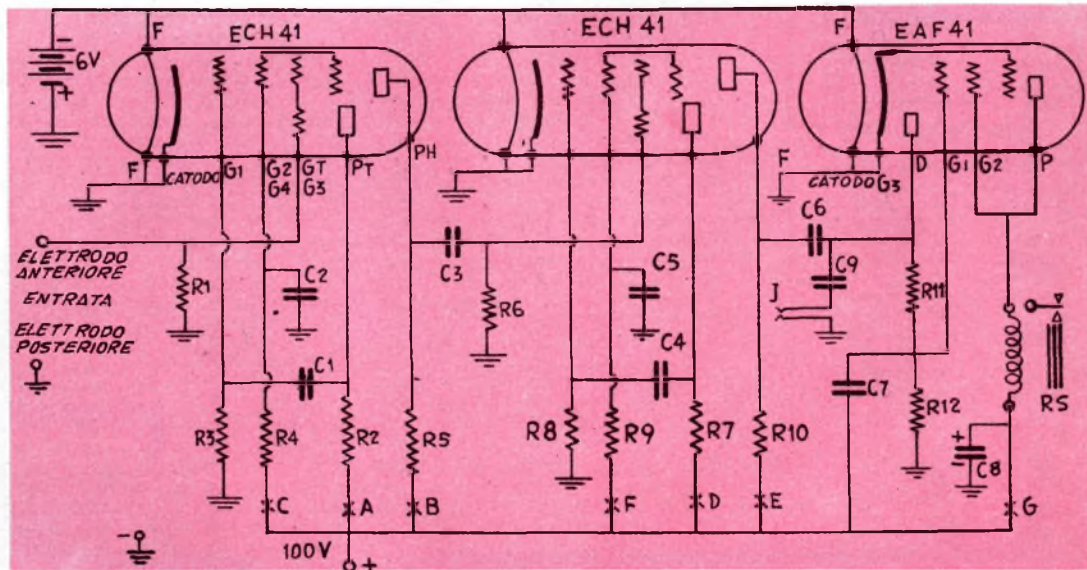 F
ECH 41
ECH 41
F
EAF 41
-
6V
+
F
CATODO
G1
G2
G4
GT
G3
PT
PH
F
CATODO
G3
D
G1
G2
P
ELETTRODO
ANTERIORE
ENTRATA
ELETTRODO
POSTERIORE
R1
C2
C3
R6
C5
C6
C9
J
R11
C1
C4
C7
R12
RS
R3
R4
R2
R5
R8
R9
R7
R10
+
-
C8
C
A
B
F
D
E
G
-
100V
+